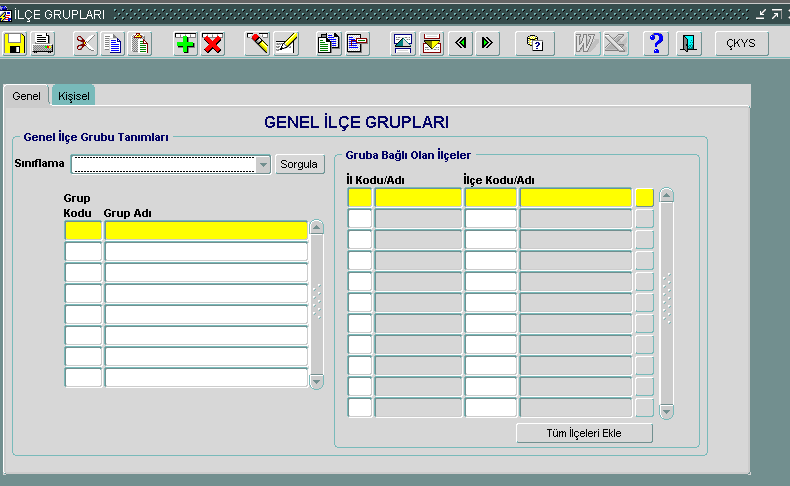 İLÇE GRUPLARI
ÇKYS
Genel
Kişisel
GENEL İLÇE GRUPLARI
Genel İlçe Grubu Tanımları
Sınıflama
Sorgula
Grup
Kodu Grup Adı
Gruba Bağlı Olan İlçeler
İl Kodu/Adı İlçe Kodu/Adı
Tüm İlçeleri Ekle